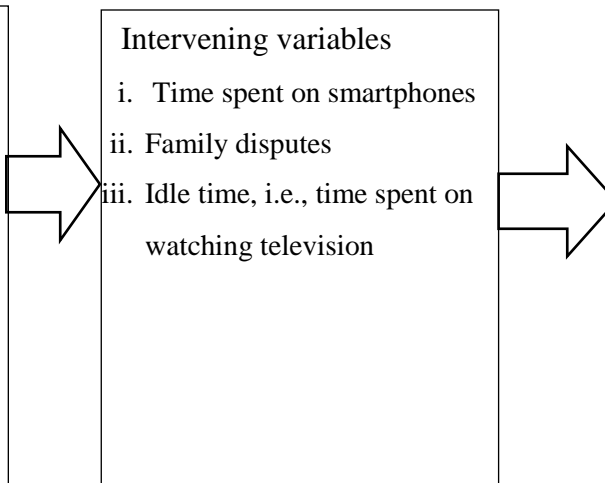 Intervening variables
i. Time spent on smartphones
ii. Family disputes
iii. Idle time, i.e., time spent on
watching television